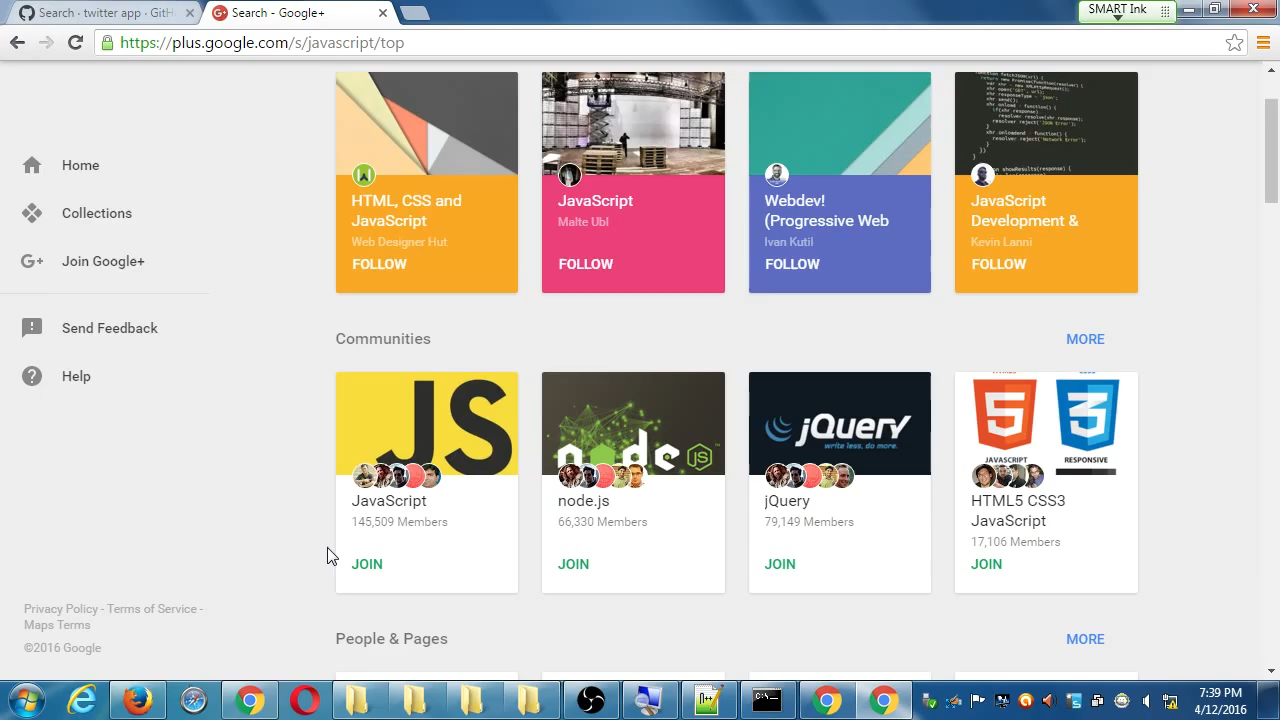 Search · twitter app · GitH
Search - Google+
SMART Ink
https://plus.google.com/s/javascript/top
Home
Collections
Join Google+
Send Feedback
Help
Privacy Policy - Terms of Service -
Maps Terms
©2016 Google
HTML, CSS and
JavaScript
Web Designer Hut
FOLLOW
JavaScript
Malte Ubl
FOLLOW
Webdev!
(Progressive Web
Ivan Kutil
FOLLOW
JavaScript
Development &
Kevin Lanni
FOLLOW
Communities
MORE
JS
JavaScript
145,509 Members
JOIN
node JS
node.js
66,330 Members
JOIN
jQuery
write less, do more.
jQuery
79,149 Members
JOIN
5 3
JAVASCRIPT RESPONSIVE
HTML5 CSS3
JavaScript
17,106 Members
JOIN
People & Pages
MORE
7:39 PM
4/12/2016